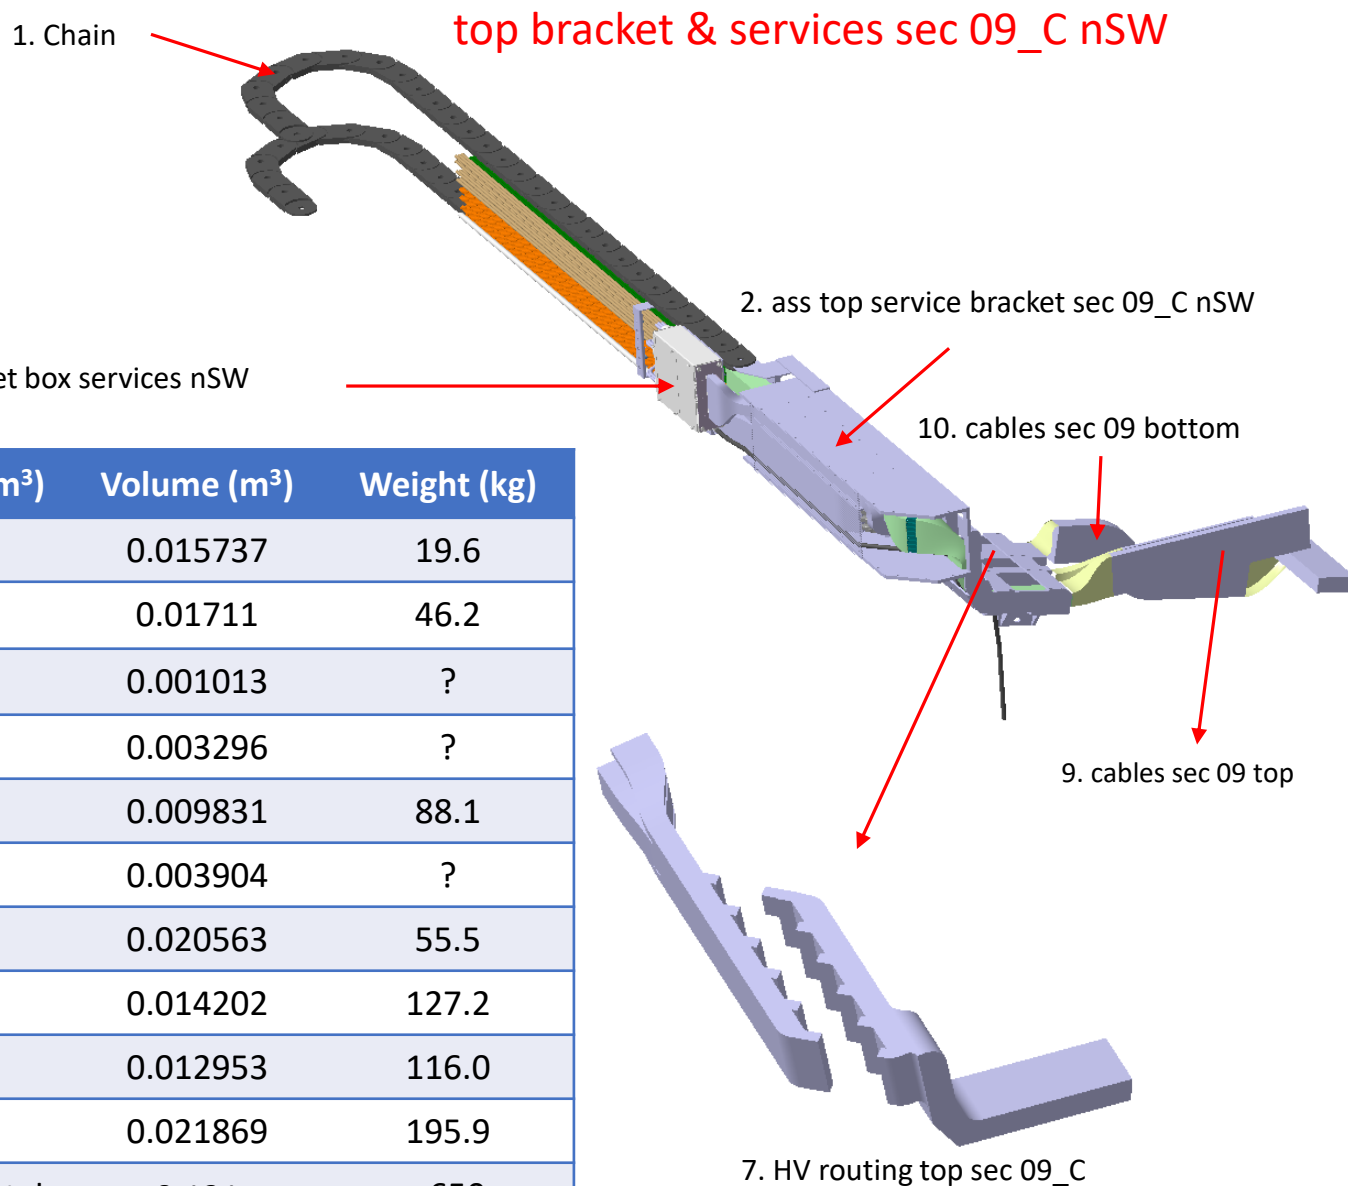 top bracket & services sec 09_C nSW
1. Chain
2. ass top service bracket sec 09_C nSW
box services nSW
10. cables sec 09 bottom
Volume (m³) Weight (kg)
0.015737 19.6
0.01711 46.2
0.001013 ?
0.003296 ?
0.009831 88.1
0.003904 ?
0.020563 55.5
0.014202 127.2
0.012953 116.0
0.021869 195.9
9. cables sec 09 top
7. HV routing top sec 09_C